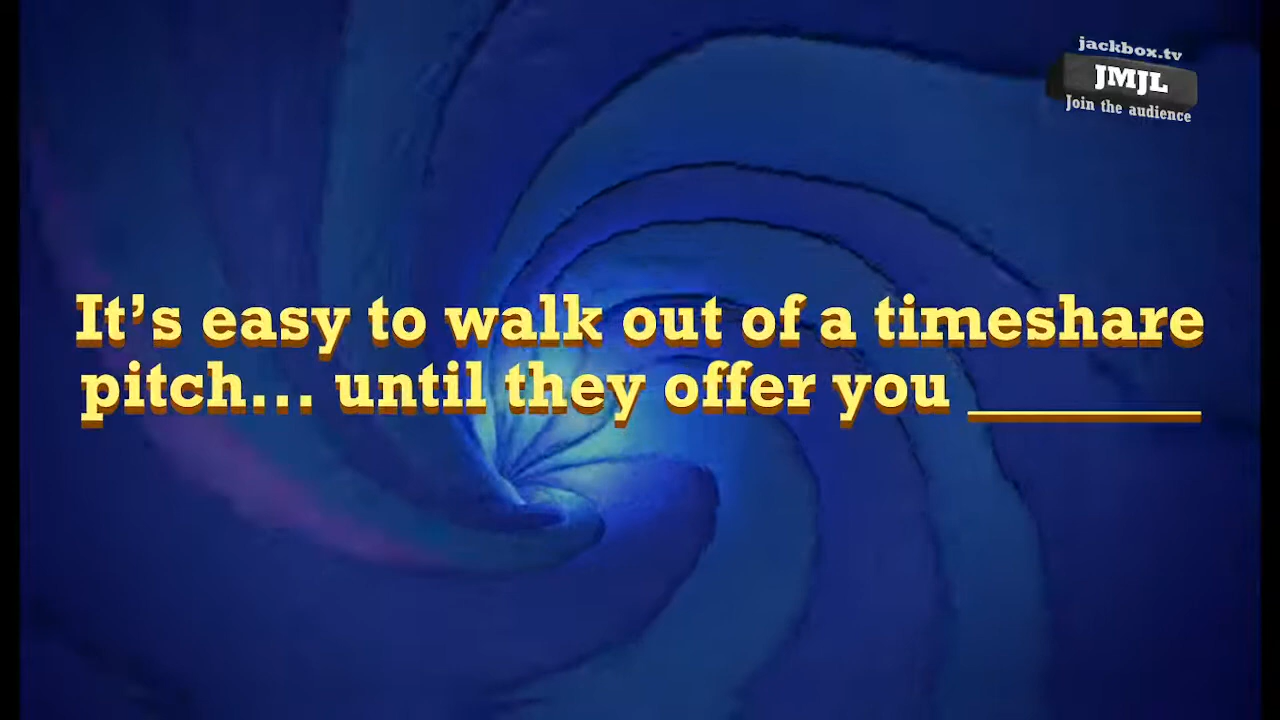 jackbox.tv
JMJL
Join the audience
It's easy to walk out of a timeshare
pitch... until they offer you ________